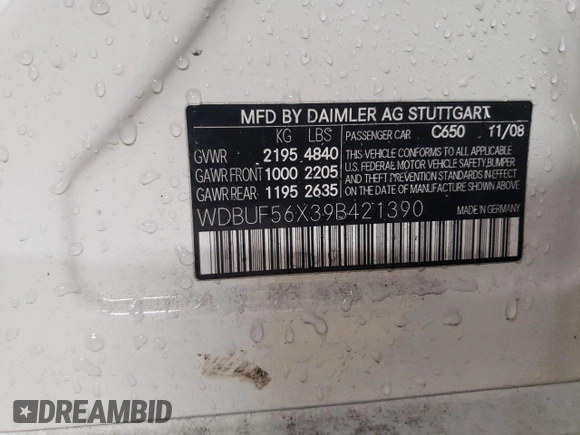 MFD BY DAIMLER AG STUTTGART
KG LBS PASSENGER CAR C650 11/08
GVWR 2195 4840 THIS VEHICLE CONFORMS TO ALL APPLICABLE
GAWR FRONT 1000 2205 U.S. FEDERAL MOTOR VEHICLE SAFETY, BUMPER
GAWR REAR 1195 2635 AND THEFT PREVENTION STANDARDS IN EFFECT
ON THE DATE OF MANUFACTURE.
WDBUF56X39B421390 MADE IN GERMANY
DREAMBID